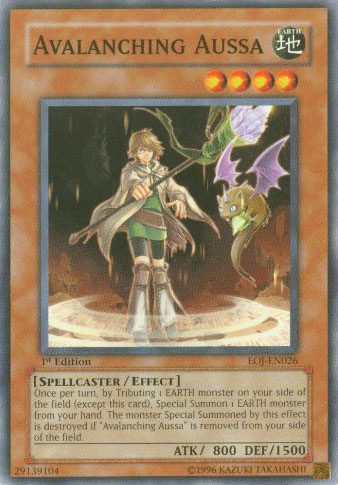 AVALANCHING AUSSA
EARTH
地
1st Edition
EOJ-EN026
[SPELLCASTER / EFFECT]
Once per turn, by Tributing 1 EARTH monster on your side of
the field (except this card), Special Summon 1 EARTH monster
from your hand. The monster Special Summoned by this effect
is destroyed if "Avalanching Aussa" is removed from your side
of the field.
ATK/ 800 DEF/1500
29139104
©1996 KAZUKI TAKAHASHI